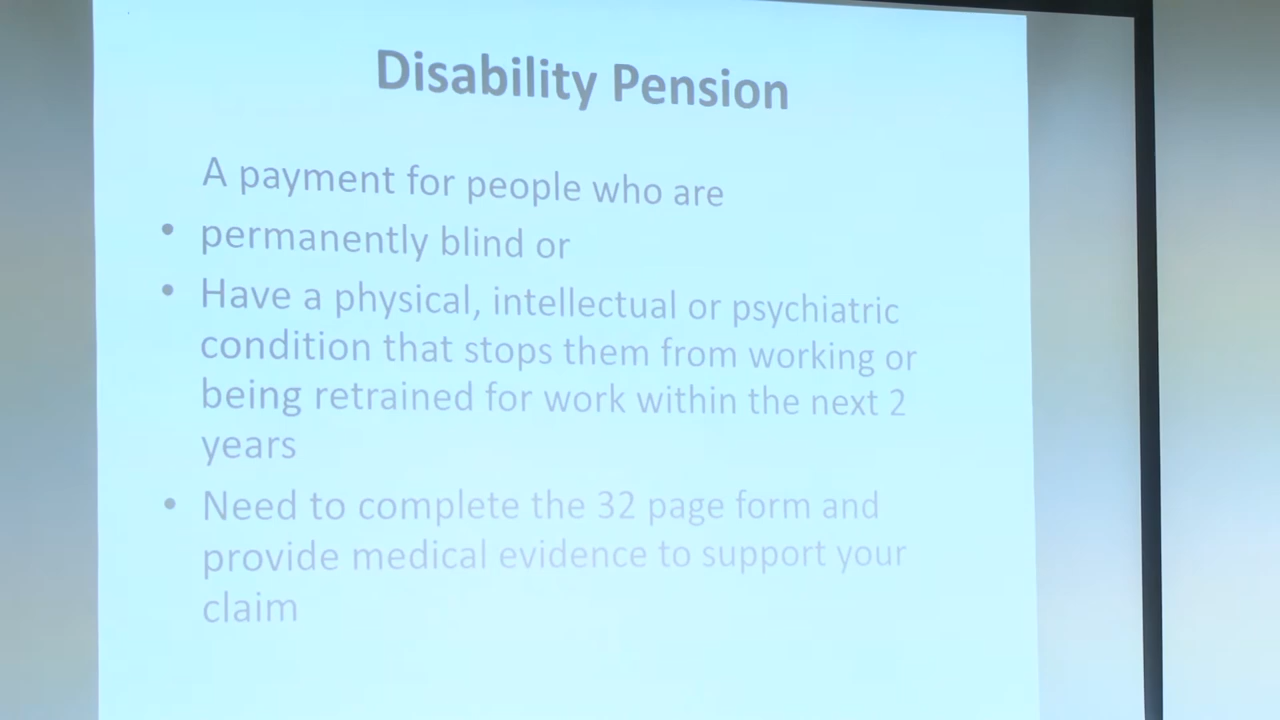 Disability Pension
A payment for people who are
• permanently blind or
• Have a physical, intellectual or psychiatric
condition that stops them from working or
being retrained for work within the next 2
years
• Need to complete the 32 page form and
provide medical evidence to support your
claim